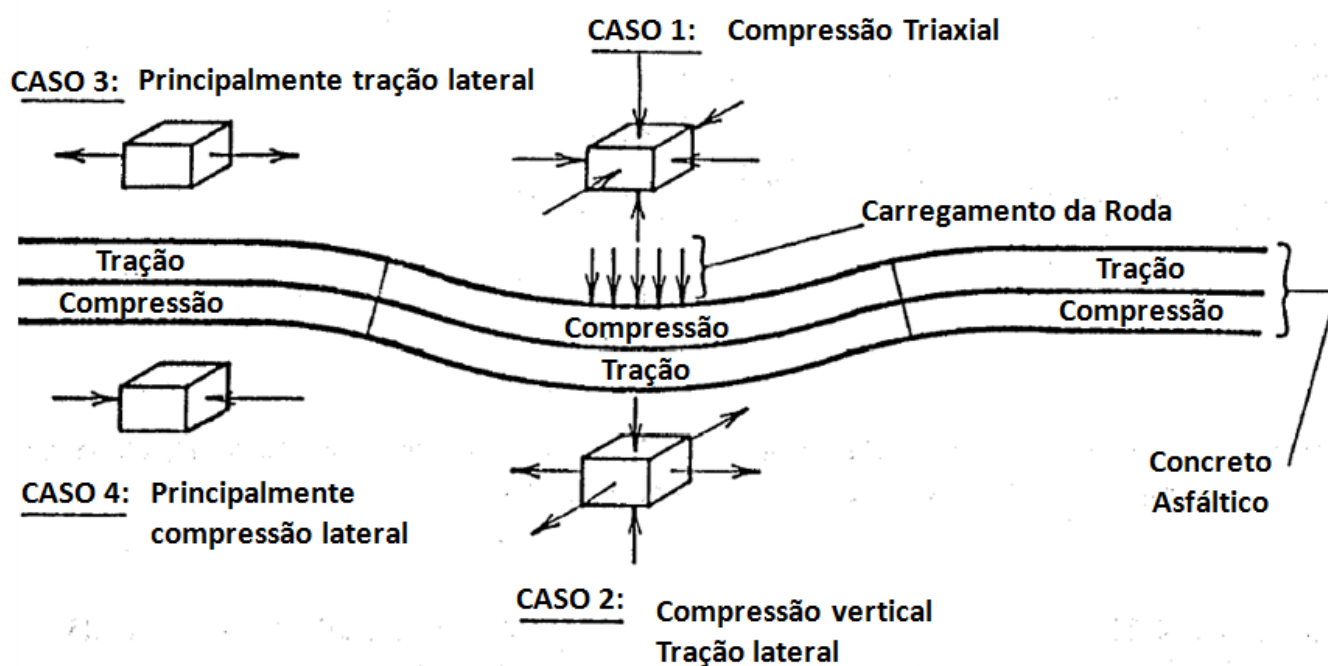 CASO 1: Compressão Triaxial
CASO 3: Principalmente tração lateral
Carregamento da Roda
Tração
Compressão
Compressão
Tração
Tração
Compressão
CASO 4: Principalmente
compressão lateral
Concreto
Asfáltico
CASO 2: Compressão vertical
Tração lateral